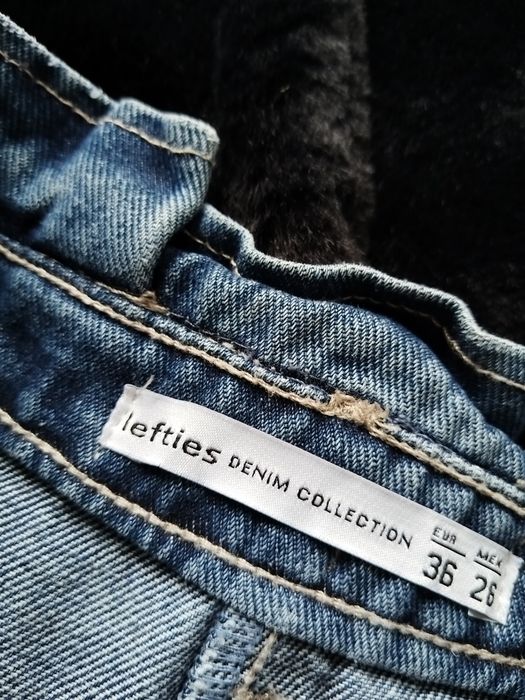 lefties DENIM COLLECTION
EUR MEX
36 26